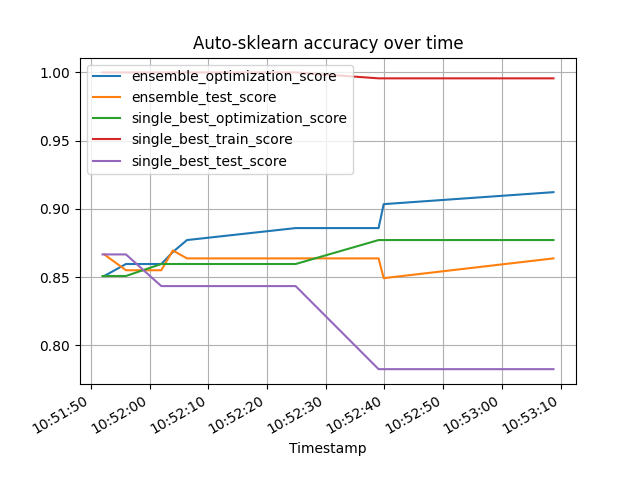 Auto-sklearn accuracy over time
1.00
0.95
0.90
0.85
0.80
ensemble_optimization_score
ensemble_test_score
single_best_optimization_score
single_best_train_score
single_best_test_score
10:51:50
10:52:00
10:52:10
10:52:20
10:52:30
10:52:40
10:52:50
10:53:00
10:53:10
Timestamp